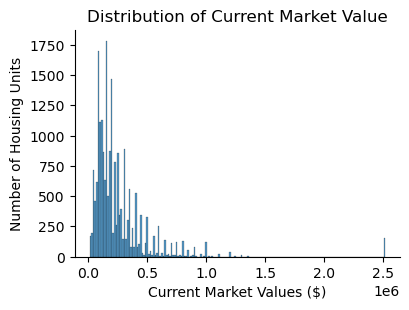 Distribution of Current Market Value
Number of Housing Units
1750
1500
1250
1000
750
500
250
0
0.0 0.5 1.0 1.5 2.0 2.5
1e6
Current Market Values ($)